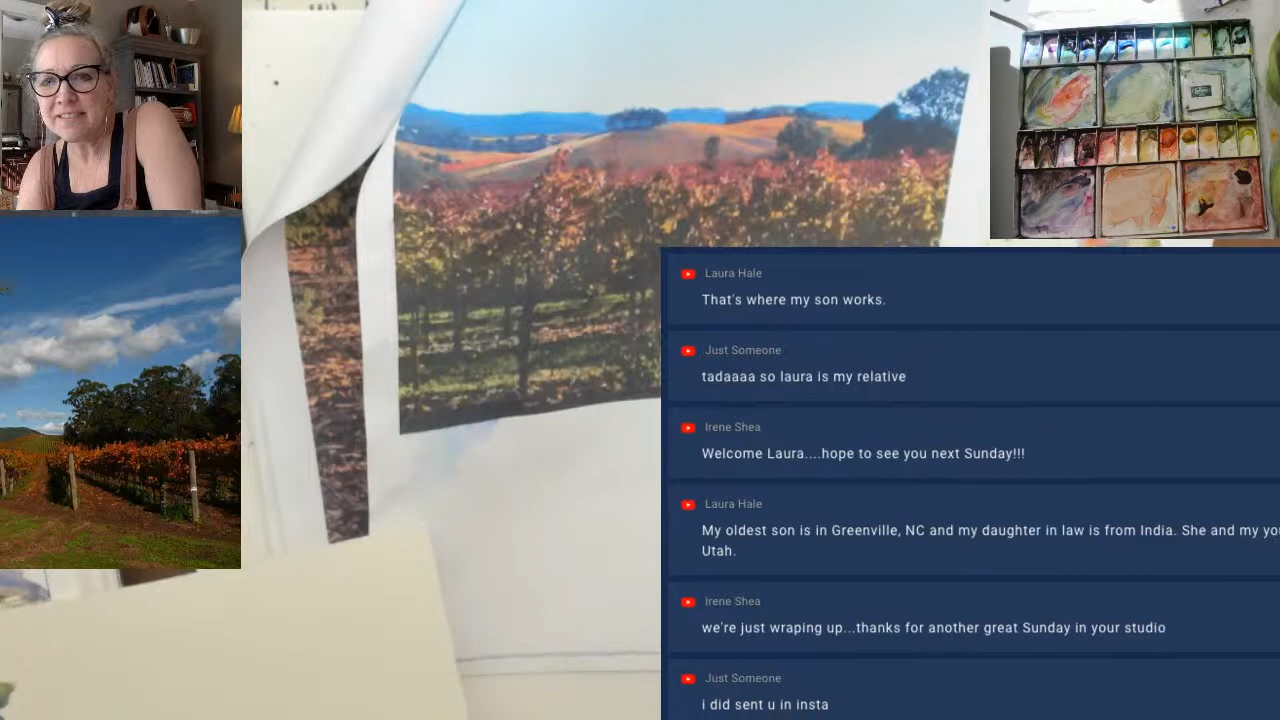 Laura Hale
That's where my son works.
Just Someone
tadaaaa so laura is my relative
Irene Shea
Welcome Laura....hope to see you next Sunday!!!
Laura Hale
My oldest son is in Greenville, NC and my daughter in law is from India. She and my yo
Utah.
Irene Shea
we're just wraping up...thanks for another great Sunday in your studio
Just Someone
i did sent u in insta